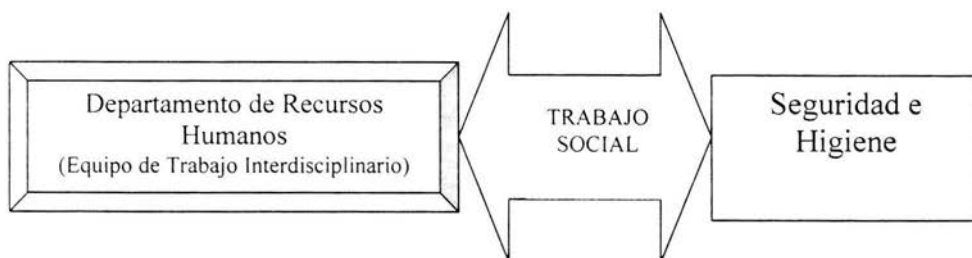 Departamento de Recursos
Humanos
(Equipo de Trabajo Interdisciplinario)
TRABAJO
SOCIAL
Seguridad e
Higiene